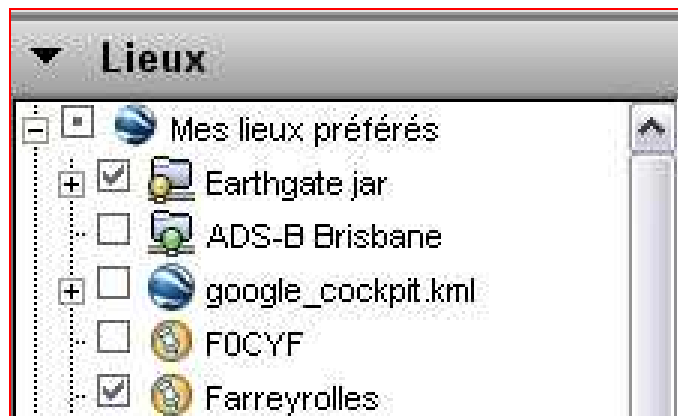 Lieux
Mes lieux préférés
Earthgate jar
ADS-B Brisbane
google_cockpit.kml
F0CYF
Farreyrolles